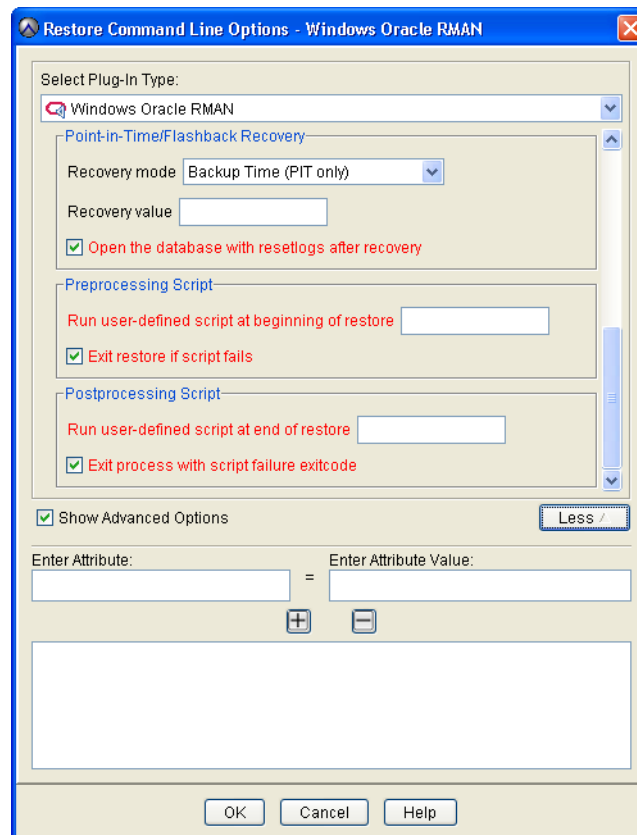 Restore Command Line Options - Windows Oracle RMAN
Select Plug-In Type:
Windows Oracle RMAN
Point-in-Time/Flashback Recovery
Recovery mode Backup Time (PIT only)
Recovery value
Open the database with resetlogs after recovery
Preprocessing Script
Run user-defined script at beginning of restore
Exit restore if script fails
Postprocessing Script
Run user-defined script at end of restore
Exit process with script failure exitcode
Show Advanced Options Less
Enter Attribute: Enter Attribute Value:
=
OK Cancel Help